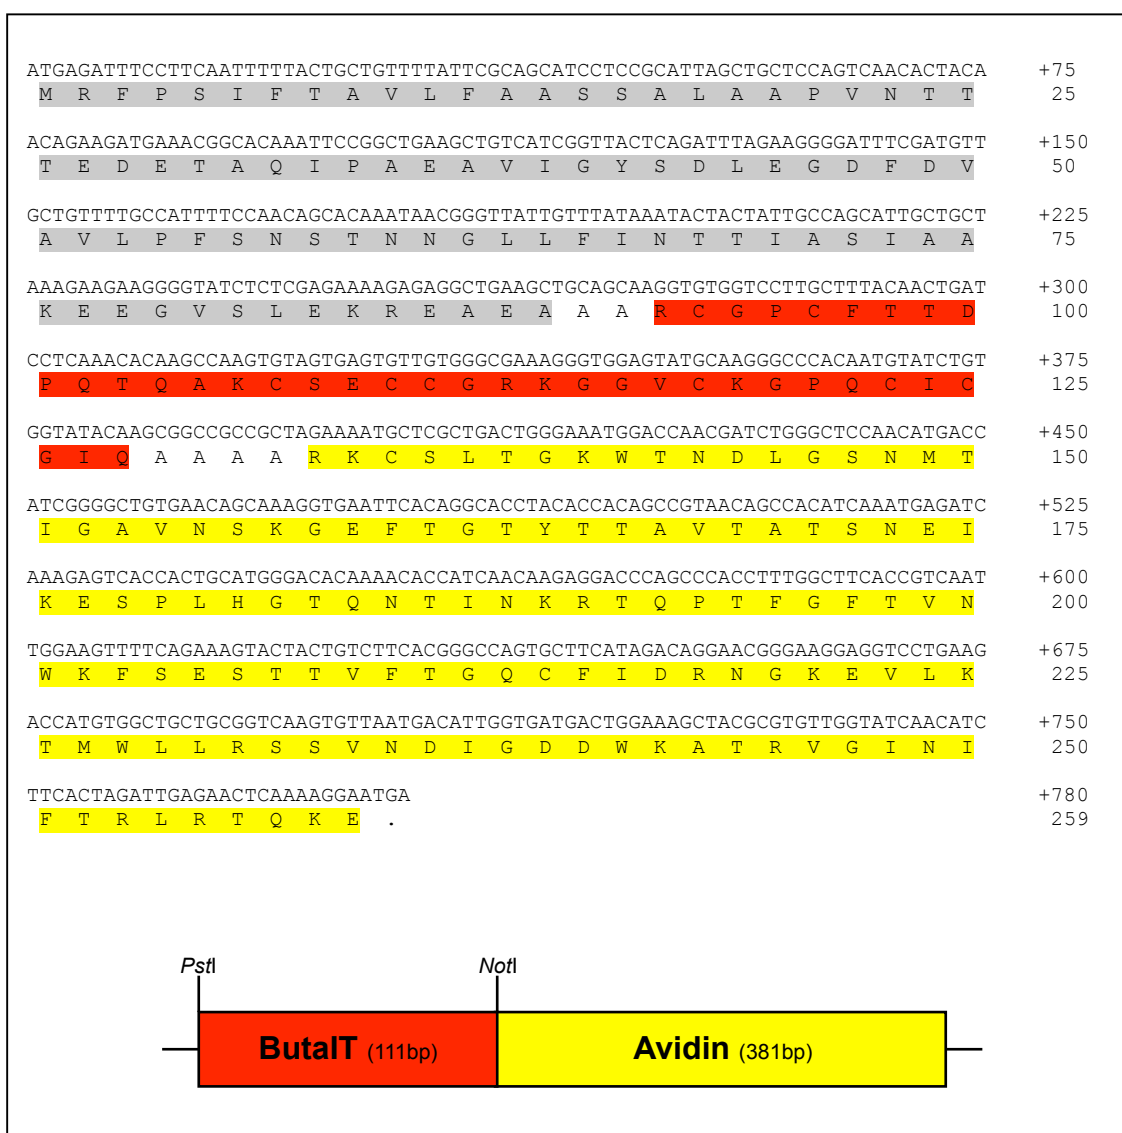 ATGAGATTTCCTTCAATTTTTACTGCTGTTTTATTCGCAGCATCCTCCGCATTAGCTGCTCCAGTCAACACTACA +75
M R F P S I F T A V L F A A S S A L A A P V N T T 25
ACAGAAGATGAAACGGCACAAATTCCGGCTGAAGCTGTCATCGGTTACTCAGATTTAGAAGGGGATTTCGATGTT +150
T E D E T A Q I P A E A V I G Y S D L E G D F D V 50
GCTGTTTTGCCATTTTCCAACAGCACAAATAACGGGTTATTGTTTATAAATACTACTATTGCCAGCATTGCTGCT +225
A V L P F S N S T N N G L L F I N T T I A S I A A 75
AAAGAAGAAGGGGTATCTCTCGAGAAAAGAGAGGCTGAAGCTGCAGCAAGGTGTGGTCCTTGCTTTACAACTGAT +300
K E E G V S L E K R E A E A A A R C G P C F T T D 100
CCTCAAACACAAGCCAAGTGTAGTGAGTGTTGTGGGCGAAAGGGTGGAGTATGCAAGGGCCCACAATGTATCTGT +375
P Q T Q A K C S E C C G R K G G V C K G P Q C I C 125
GGTATACAAGCGGCCGCCGCTAGAAAATGCTCGCTGACTGGGAAATGGACCAACGATCTGGGCTCCAACATGACC +450
G I Q A A A A R K C S L T G K W T N D L G S N M T 150
ATCGGGGCTGTGAACAGCAAAGGTGAATTCACAGGCACCTACACCACAGCCGTAACAGCCACATCAAATGAGATC +525
I G A V N S K G E F T G T Y T T A V T A T S N E I 175
AAAGAGTCACCACTGCATGGGACACAAAACACCATCAACAAGAGGACCCAGCCCACCTTTGGCTTCACCGTCAAT +600
K E S P L H G T Q N T I N K R T Q P T F G F T V N 200
TGGAAGTTTTCAGAAAGTACTACTGTCTTCACGGGCCAGTGCTTCATAGACAGGAACGGGAAGGAGGTCCTGAAG +675
W K F S E S T T V F T G Q C F I D R N G K E V L K 225
ACCATGTGGCTGCTGCGGTCAAGTGTTAATGACATTGGTGATGACTGGAAAGCTACGCGTGTTGGTATCAACATC +750
T M W L L R S S V N D I G D D W K A T R V G I N I 250
TTCACTAGATTGAGAACTCAAAAGGAATGA +780
F T R L R T Q K E . 259
PstI NotI
ButaIT (111bp) Avidin (381bp)